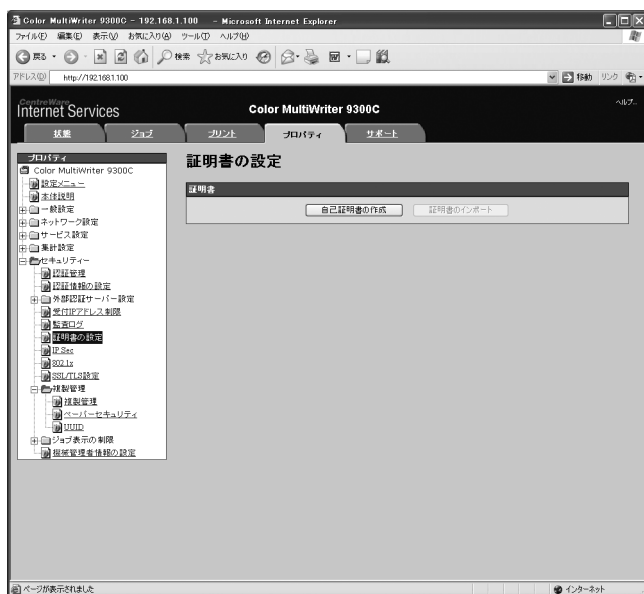 Color MultiWriter 9300C - 192.168.1.100 - Microsoft Internet Explorer
ファイル(F) 編集(E) 表示(V) お気に入り(A) ツール(T) ヘルプ(H)
戻る 検索 お気に入り
アドレス(D) http://192.168.1.100 移動 リンク
CentreWare
Internet Services
Color MultiWriter 9300C
ヘルプ...
状態 ジョブ プリント プロパティ サポート
プロパティ
Color MultiWriter 9300C
設定メニュー
本体説明
一般設定
ネットワーク設定
サービス設定
集計設定
セキュリティー
認証管理
認証情報の設定
外部認証サーバー設定
受付IPアドレス制限
監査ログ
証明書の設定
IP Sec
802.1x
SSL/TLS設定
複製管理
複製管理
ペーパーセキュリティ
UUID
ジョブ表示の制限
機械管理者情報の設定
証明書の設定
証明書
自己証明書の作成 証明書のインポート
ページが表示されました インターネット